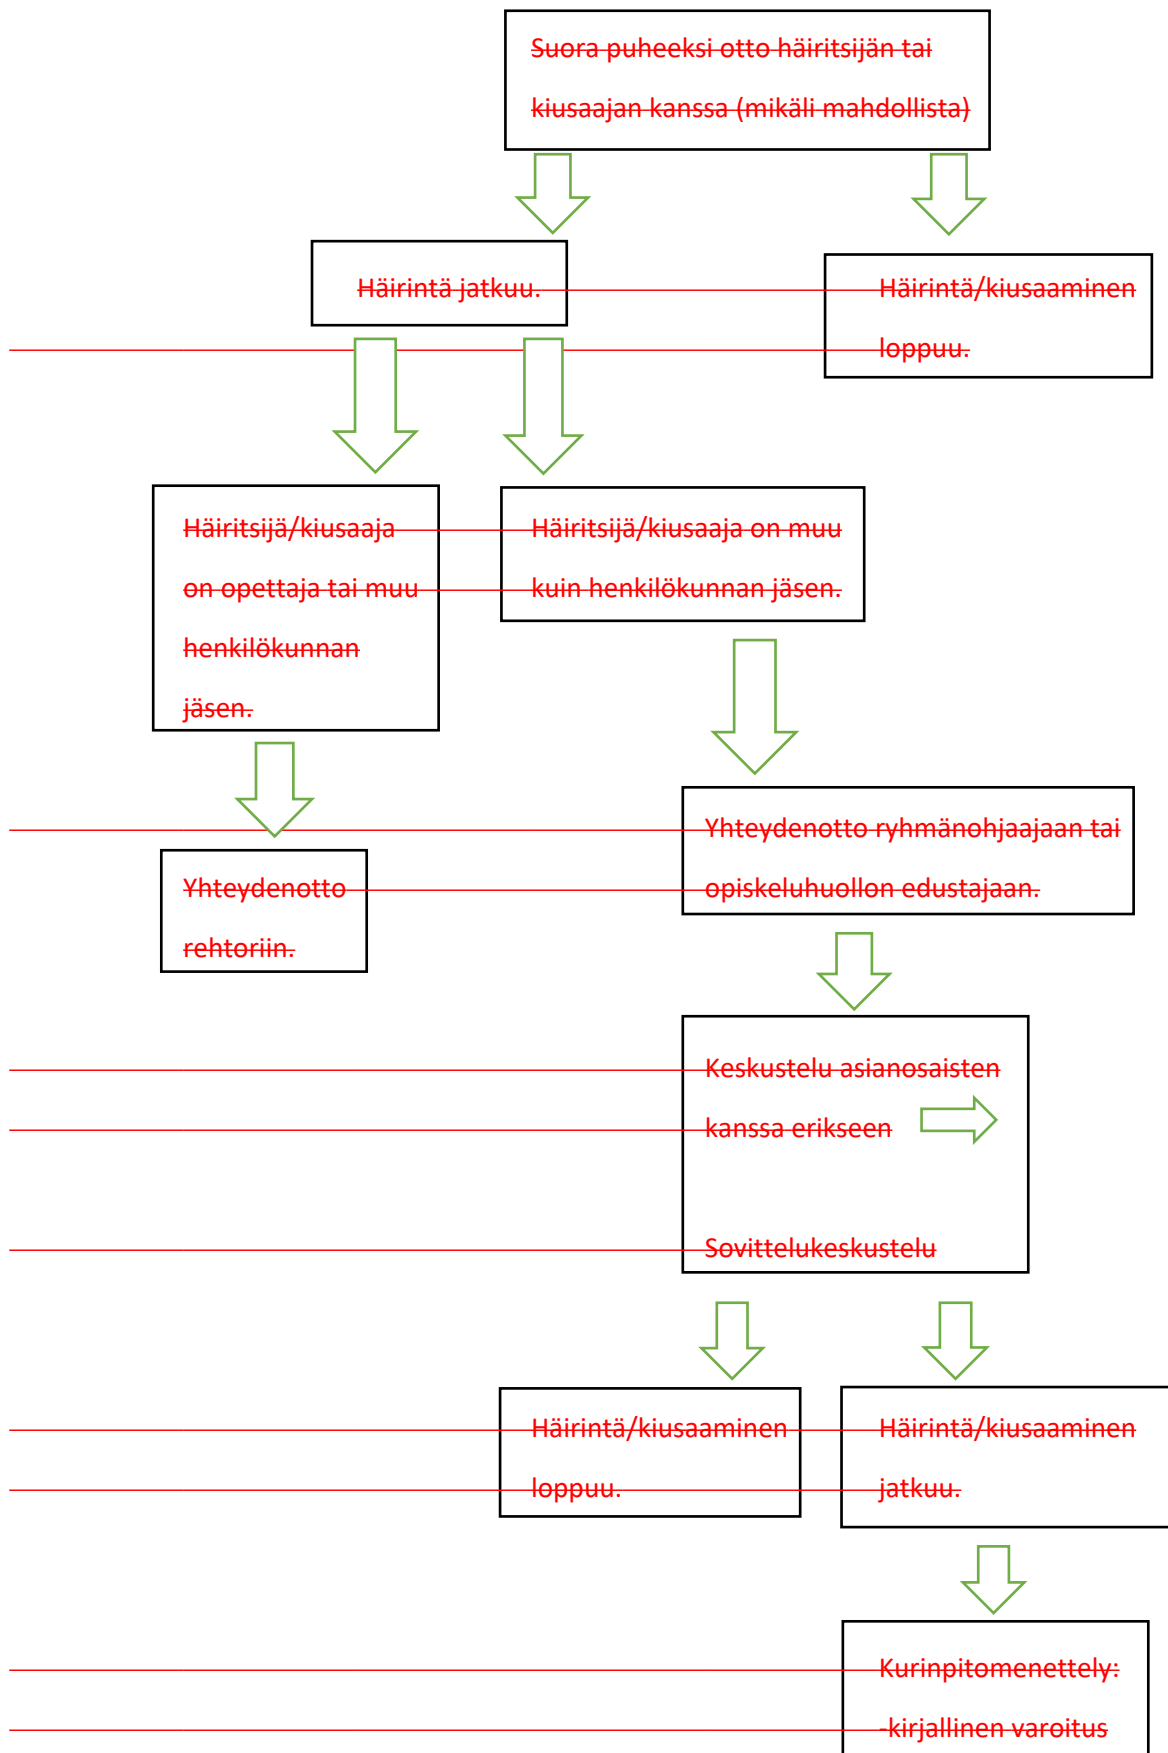 Suora puheeksi otto häiritsijän tai
kiusaajan kanssa (mikäli mahdollista)
Häirintä jatkuu.
Häirintä/kiusaaminen
loppuu.
Häiritsijä/kiusaaja
on opettaja tai muu
henkilökunnan
jäsen.
Häiritsijä/kiusaaja on muu
kuin henkilökunnan jäsen.
Yhteydenotto
rehtoriin.
Yhteydenotto ryhmänohjaajaan tai
opiskeluhuollon edustajaan.
Keskustelu asianosaisten
kanssa erikseen
Sovittelukeskustelu
Häirintä/kiusaaminen
loppuu.
Häirintä/kiusaaminen
jatkuu.
Kurinpitomenettely:
-kirjallinen varoitus